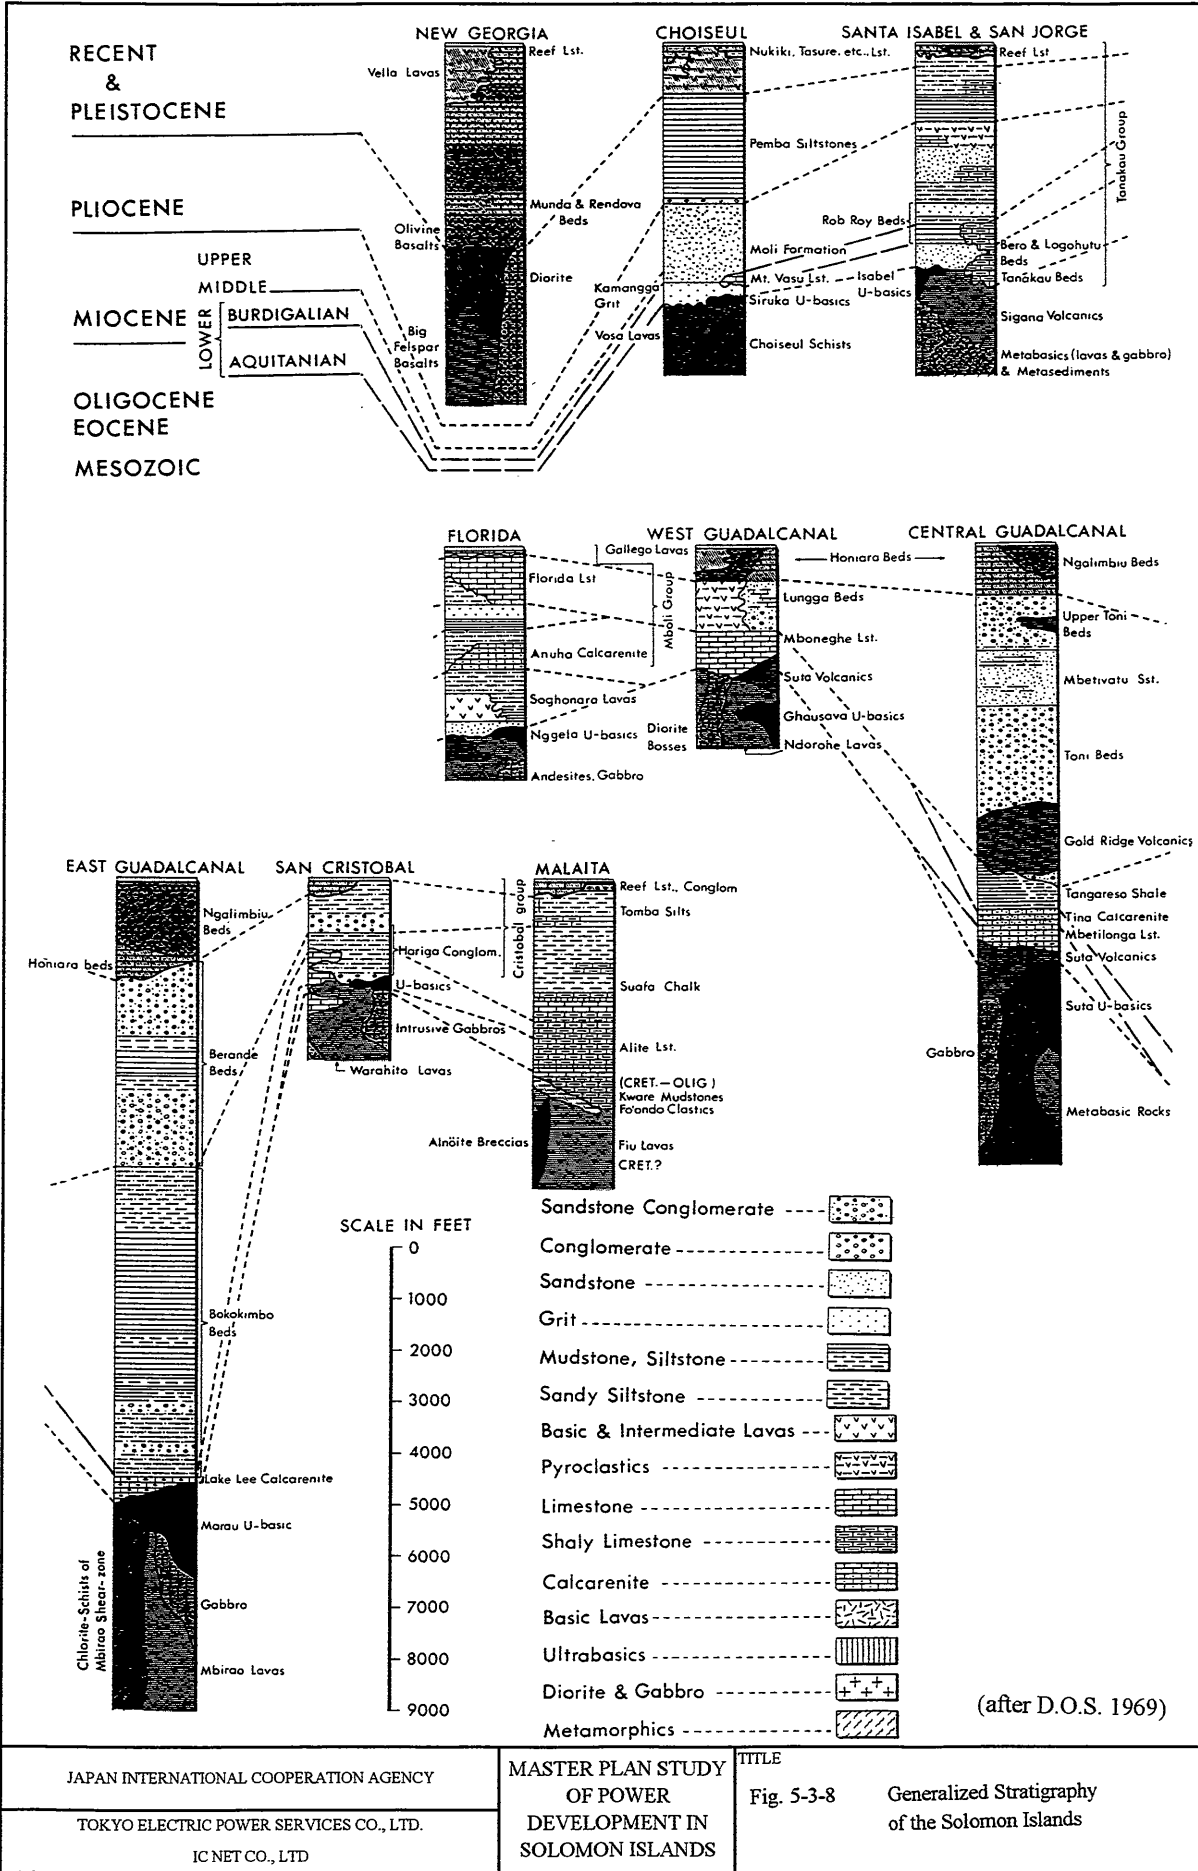 RECENT
&
PLEISTOCENE
PLIOCENE
UPPER
MIDDLE
MIOCENE
LOWER
BURDIGALIAN
AQUITANIAN
OLIGOCENE
EOCENE
MESOZOIC
NEW GEORGIA
Reef Lst.
Vella Lavas
Munda & Rendova
Beds
Olivine
Basalts
Diorite
Big
Felspar
Basalts
CHOISEUL
Nukiki, Tasure. etc., Lst.
Pemba Siltstones
Moli Formation
Mt. Vasu Lst.
Kamangga
Grit
Siruka U-basics
Vosa Lavas
Choiseul Schists
SANTA ISABEL & SAN JORGE
Reef Lst
Tanakau Group
Rob Roy Beds
Bero & Logohutu
Beds
Isabel
U-basics
Tanakau Beds
Sigana Volcanics
Metabasics (lavas & gabbro)
& Metasediments
FLORIDA
Florida Lst
Anuha Calcarenite
Soghonara Lavas
Nggela U-basics
Andesites, Gabbro
WEST GUADALCANAL
Gallego Lavas
Honiara Beds
Mboli Group
Lungga Beds
Mboneghe Lst.
Suta Volcanics
Ghausava U-basics
Diorite
Bosses
Ndorohe Lavas
CENTRAL GUADALCANAL
Ngalimbiu Beds
Upper Toni
Beds
Mbetivatu Sst.
Toni Beds
Gold Ridge Volcanics
Tangareso Shale
Tina Calcarenite
Mbetilonga Lst.
Suta Volcanics
Suta U-basics
Gabbro
Metabasic Rocks
EAST GUADALCANAL
Ngalimbiu
Beds
Honiara beds
Berande
Beds
Bokokimbo
Beds
Lake Lee Calcarenite
Marau U-basic
Chlorite-Schists of
Mbirao Shear-zone
Gabbro
Mbirao Lavas
SAN CRISTOBAL
Cristobal group
Hariga Conglom.
U-basics
Intrusive Gabbros
Warahito Lavas
MALAITA
Reef Lst., Conglom
Tomba Silts
Suafa Chalk
Alite Lst.
(CRET.—OLIG)
Kware Mudstones
Fo'ondo Clastics
Alnöite Breccias
Fiu Lavas
CRET.?
SCALE IN FEET
0
1000
2000
3000
4000
5000
6000
7000
8000
9000
Sandstone Conglomerate
Conglomerate
Sandstone
Grit
Mudstone, Siltstone
Sandy Siltstone
Basic & Intermediate Lavas
Pyroclastics
Limestone
Shaly Limestone
Calcarenite
Basic Lavas
Ultrabasics
Diorite & Gabbro
Metamorphics
(after D.O.S. 1969)
JAPAN INTERNATIONAL COOPERATION AGENCY
TOKYO ELECTRIC POWER SERVICES CO., LTD.
IC NET CO., LTD
MASTER PLAN STUDY
OF POWER
DEVELOPMENT IN
SOLOMON ISLANDS
TITLE
Fig. 5-3-8 Generalized Stratigraphy
of the Solomon Islands